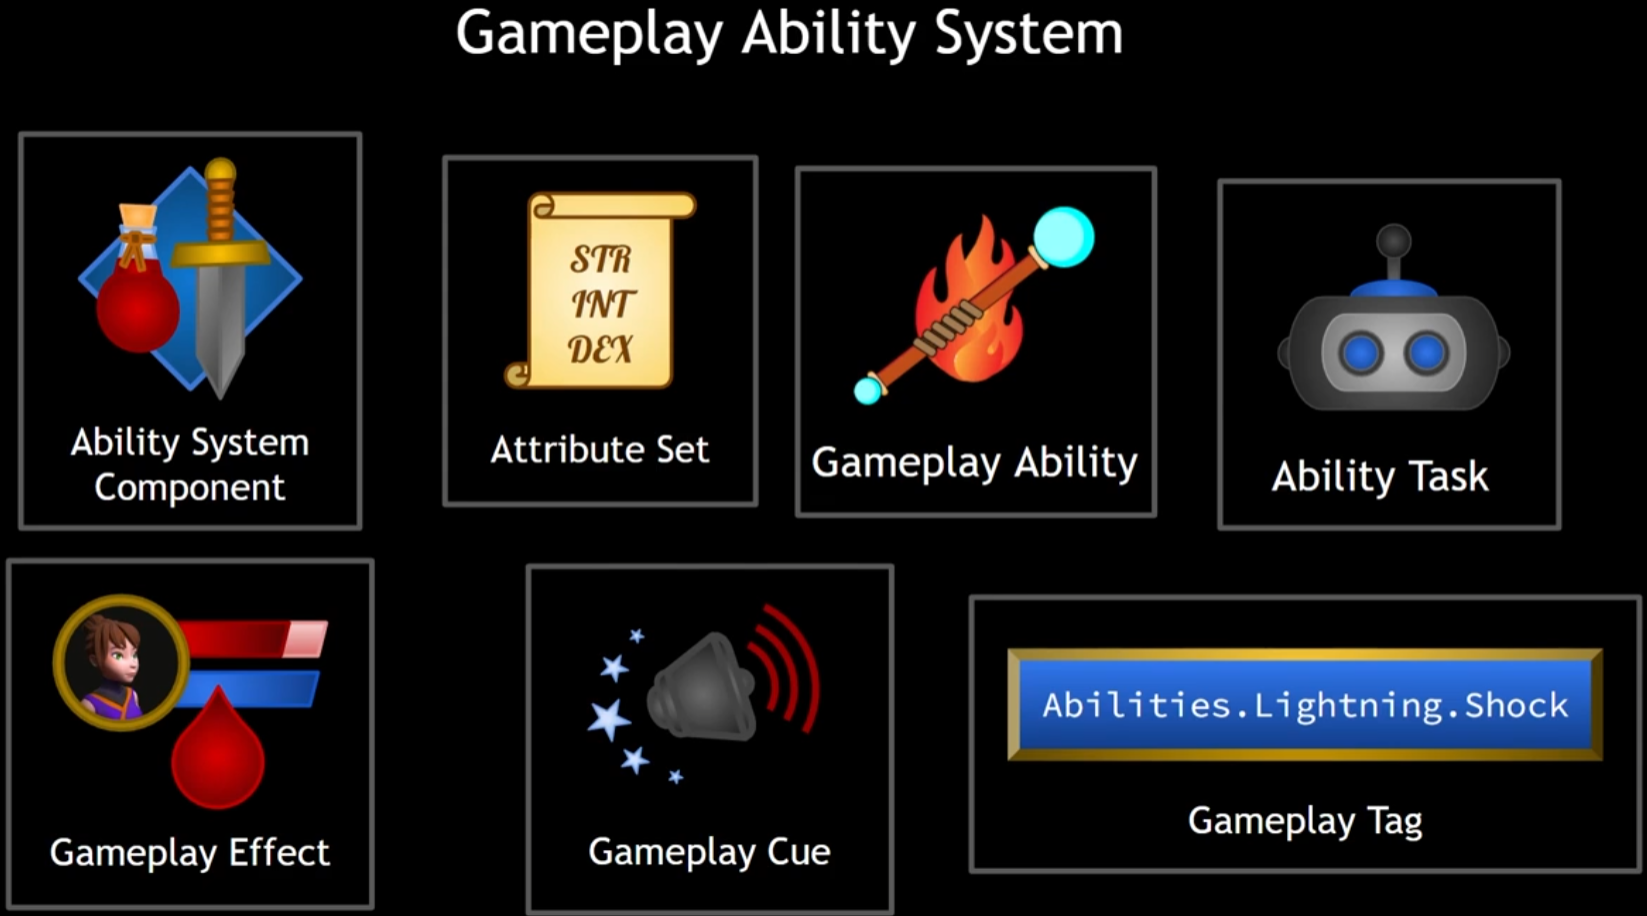 Gameplay Ability System
STR
INT
DEX
Ability System
Component
Attribute Set
Gameplay Ability
Ability Task
Abilities.Lightning.Shock
Gameplay Effect
Gameplay Cue
Gameplay Tag